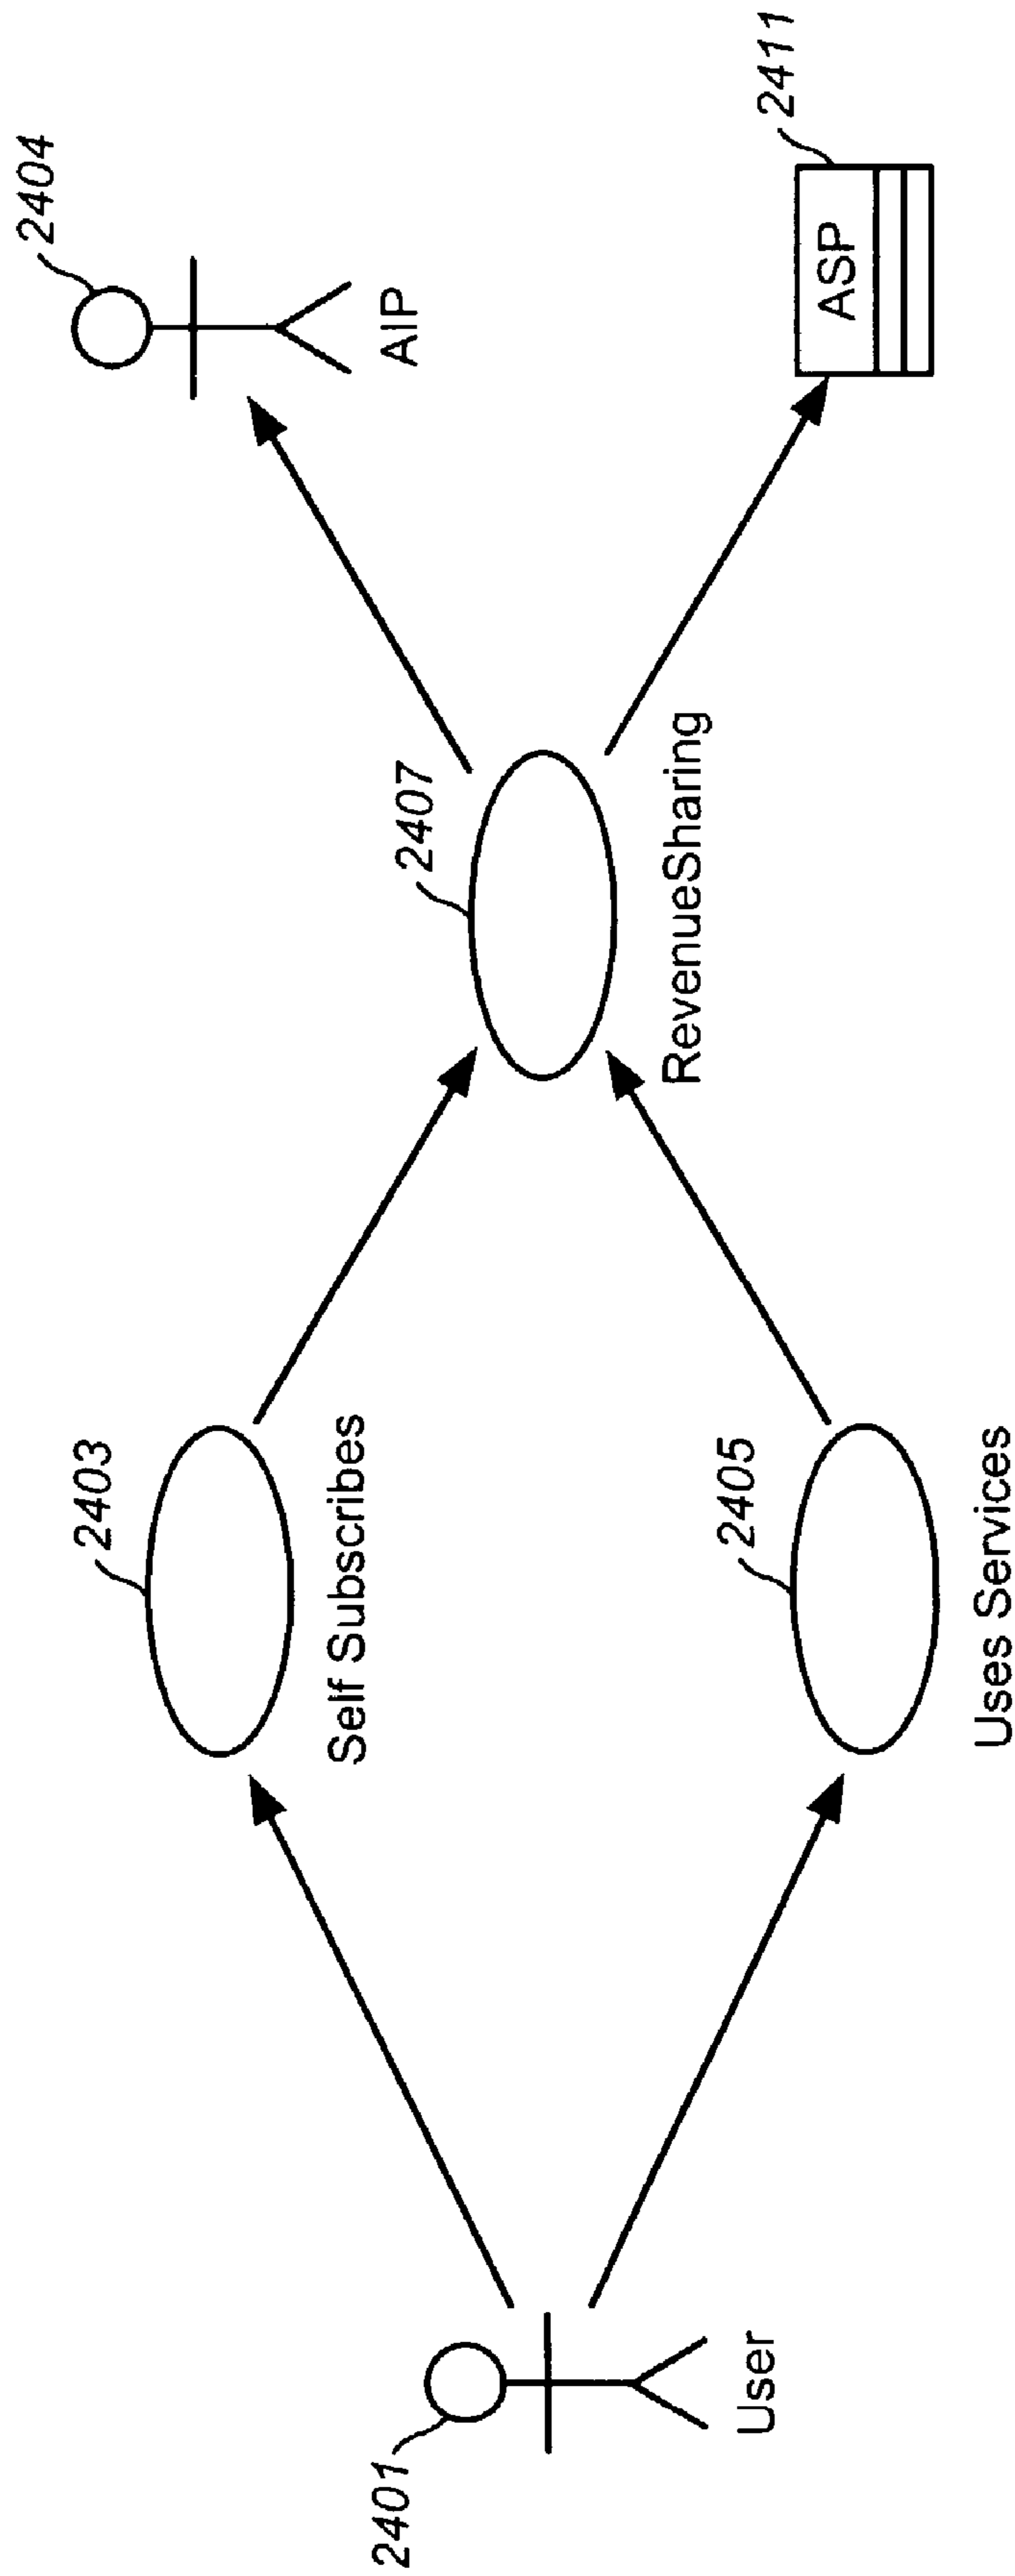 2401
User
2403
Self Subscribes
2405
Uses Services
2407
RevenueSharing
2404
AIP
2411
ASP